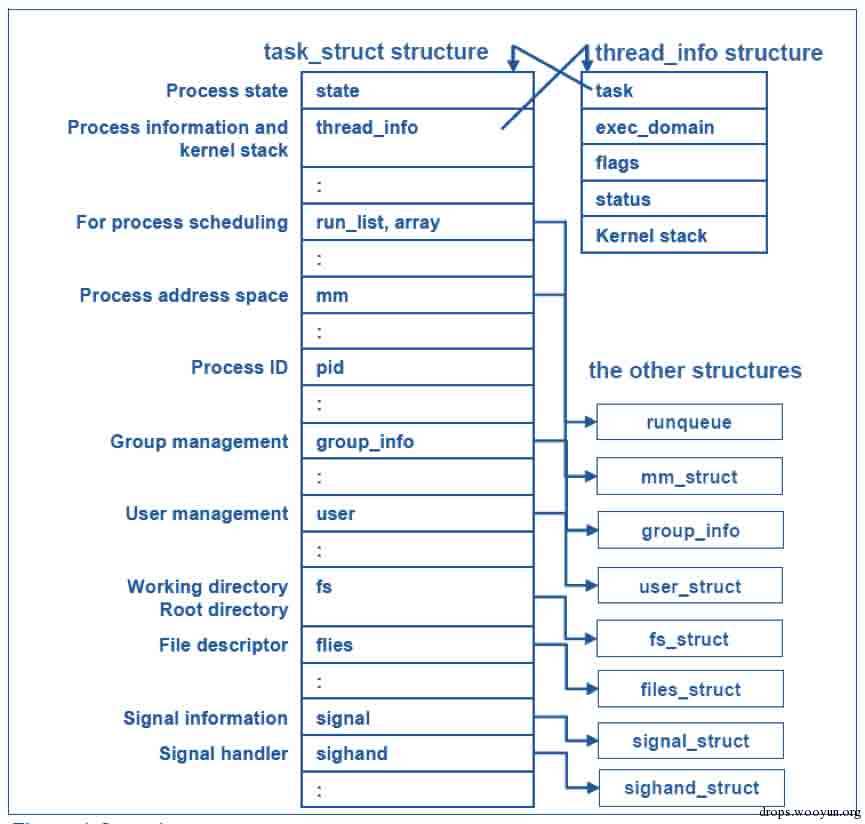 task_struct structure
thread_info structure
Process state
state
task
Process information and
kernel stack
thread_info
exec_domain
flags
:
status
For process scheduling
run_list, array
Kernel stack
:
Process address space
mm
:
Process ID
pid
the other structures
:
runqueue
Group management
group_info
:
mm_struct
User management
user
group_info
:
Working directory
Root directory
fs
user_struct
fs_struct
File descriptor
flies
:
files_struct
Signal information
signal
signal_struct
Signal handler
sighand
:
sighand_struct
drops.wooyun.org